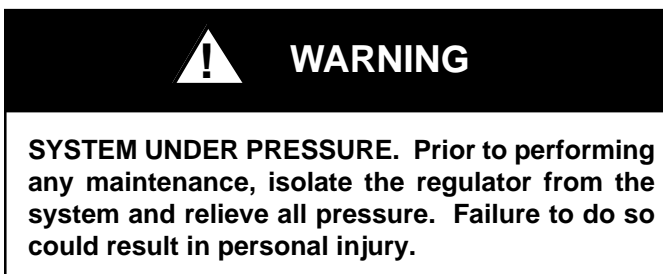 ! WARNING
SYSTEM UNDER PRESSURE. Prior to performing
any maintenance, isolate the regulator from the
system and relieve all pressure. Failure to do so
could result in personal injury.